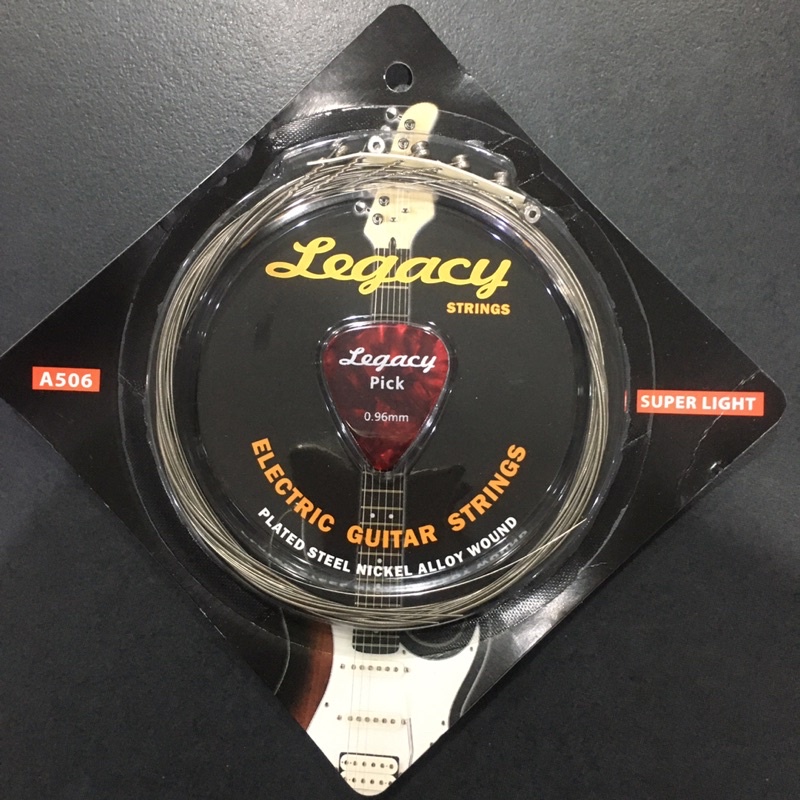 Legacy
STRINGS
Legacy
Pick
0.96mm
A506
SUPER LIGHT
ELECTRIC GUITAR STRINGS
PLATED STEEL NICKEL ALLOY WOUND